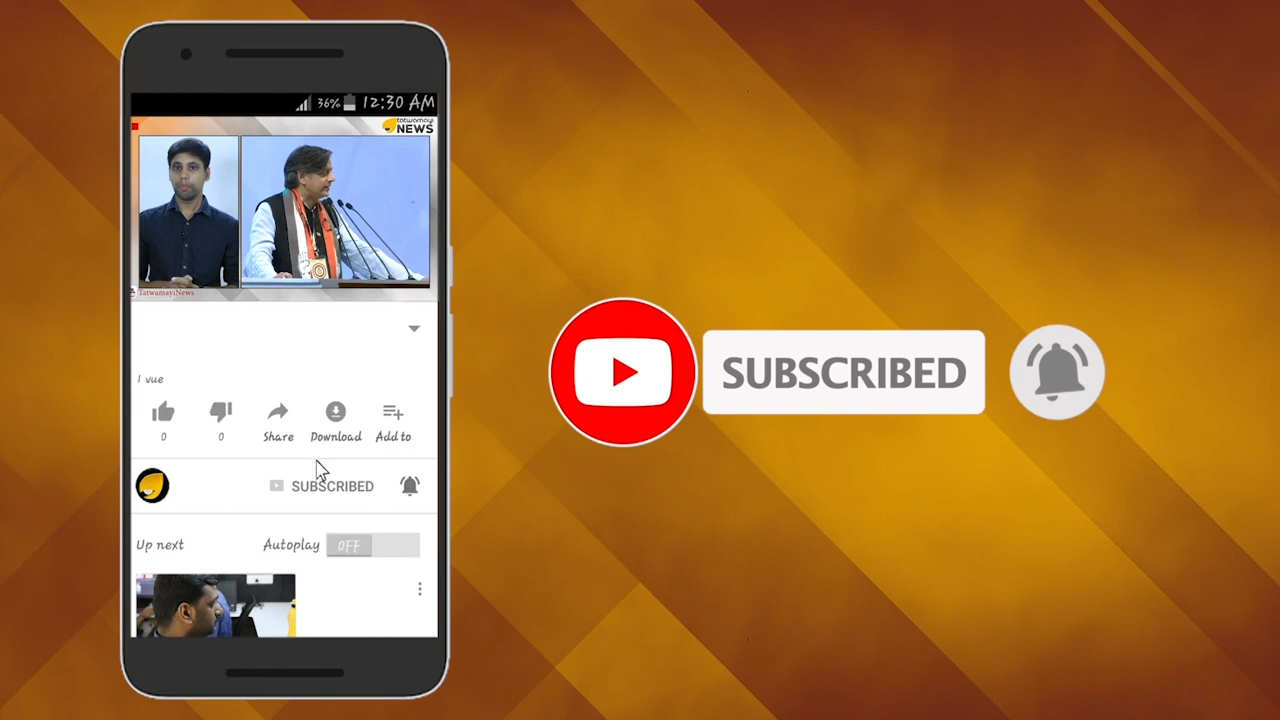 36% 12:30 AM
tatwamayi
NEWS
TatwamayiNews
1 vue
0 0 Share Download Add to
SUBSCRIBED
Up next Autoplay OFF
SUBSCRIBED